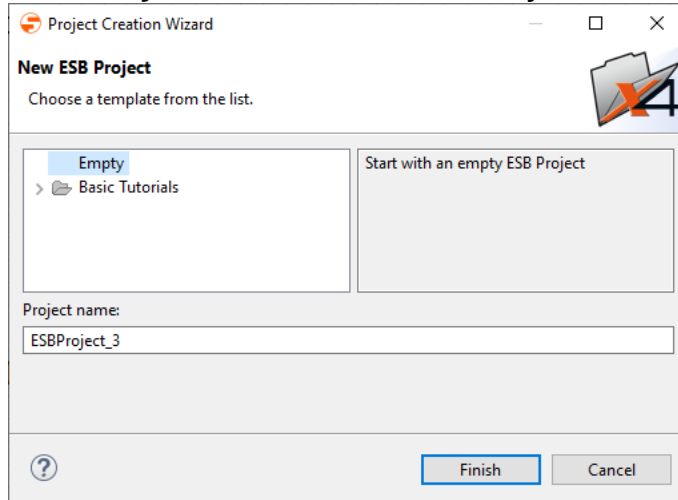 Project Creation Wizard
New ESB Project
Choose a template from the list.
X4
Empty
Start with an empty ESB Project
Basic Tutorials
Project name:
ESBProject_3
?
Finish
Cancel